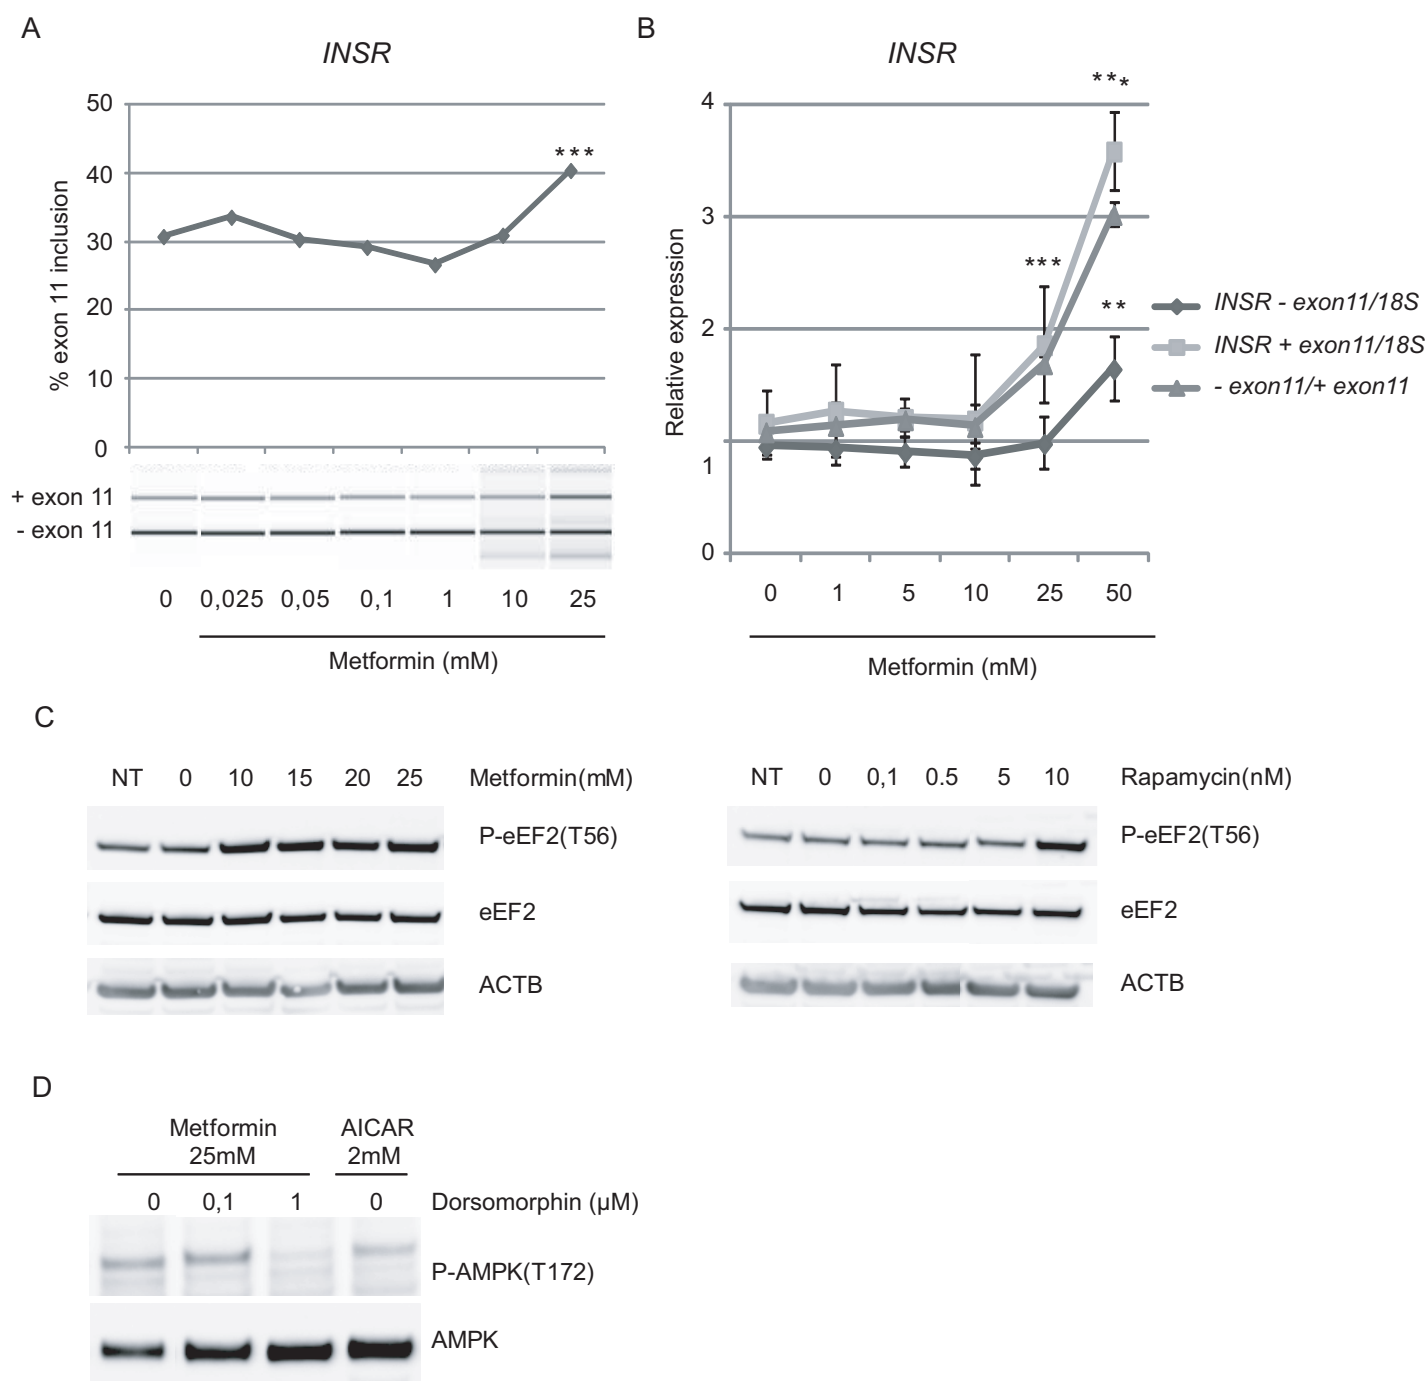 A
INSR
50
40
30
20
10
0
% exon 11 inclusion
***
+ exon 11
- exon 11
0 0,025 0,05 0,1 1 10 25
Metformin (mM)
B
INSR
4
3
2
1
0
Relative expression
***
***
**
INSR - exon11/18S
INSR + exon11/18S
- exon11/+ exon11
0 1 5 10 25 50
Metformin (mM)
C
NT 0 10 15 20 25 Metformin(mM)
P-eEF2(T56)
eEF2
ACTB
NT 0 0,1 0.5 5 10 Rapamycin(nM)
P-eEF2(T56)
eEF2
ACTB
D
Metformin
25mM
AICAR
2mM
0 0,1 1 0 Dorsomorphin (µM)
P-AMPK(T172)
AMPK